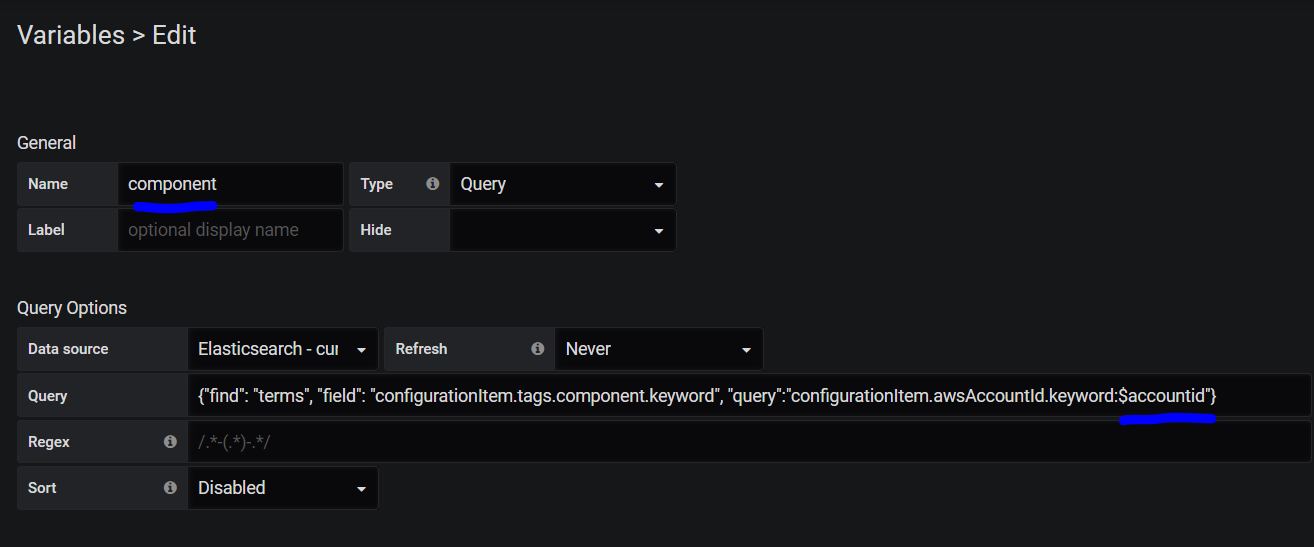 Variables > Edit
General
Name component Type Query
Label optional display name Hide
Query Options
Data source Elasticsearch - cur Refresh Never
Query {"find": "terms", "field": "configurationItem.tags.component.keyword", "query":"configurationItem.awsAccountId.keyword:$accountid"}
Regex /.*-(.*)-.*/
Sort Disabled